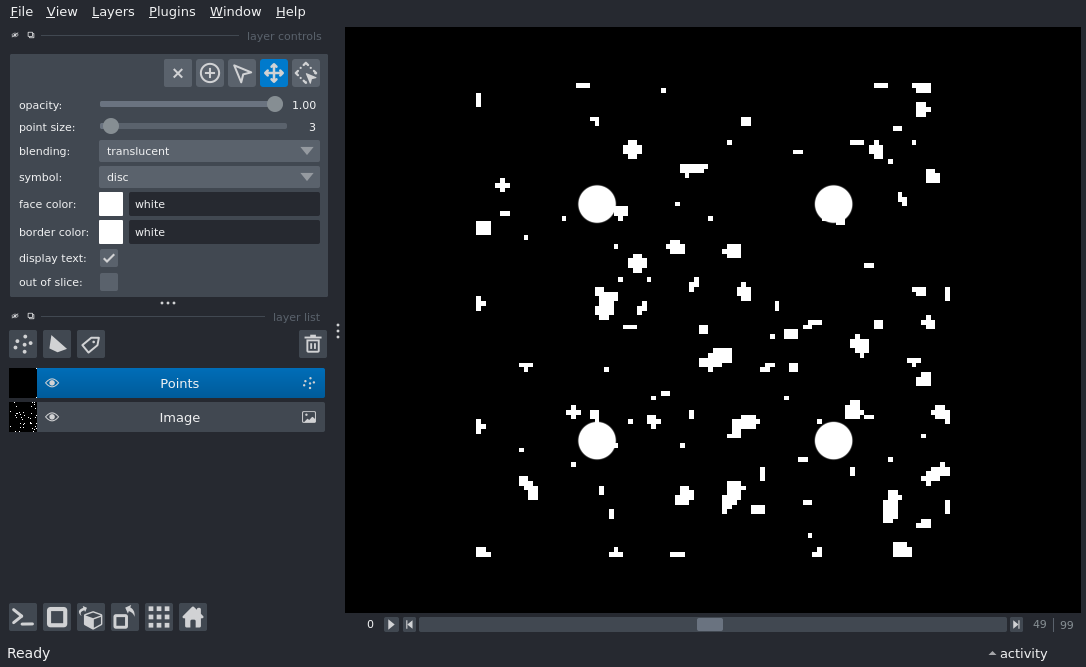 File View Layers Plugins Window Help
layer controls
opacity: 1.00
point size: 3
blending: translucent
symbol: disc
face color: white
border color: white
display text:
out of slice:
layer list
Points
Image
0 49 99
Ready activity